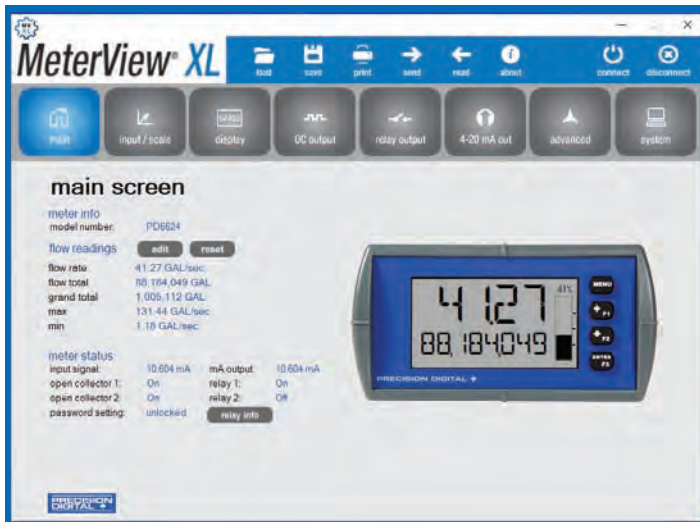 MeterView® XL
load save print send read about connect disconnect
main input / scale display OC output relay output 4-20 mA out advanced system
main screen
meter info
model number: PD6624
flow readings edit reset
flow rate 41.27 GAL/sec
flow total 88,184,049 GAL
grand total 1,005,112 GAL
max 131.44 GAL/sec
min 1.18 GAL/sec
meter status
input signal: 10.604 mA mA output: 10.604 mA
open collector 1: On relay 1: On
open collector 2: On relay 2: Off
password setting: unlocked relay info
41.27 41%
88,184,049
MENU
F1
F2
ENTER
F3
PRECISION DIGITAL
PRECISION
DIGITAL